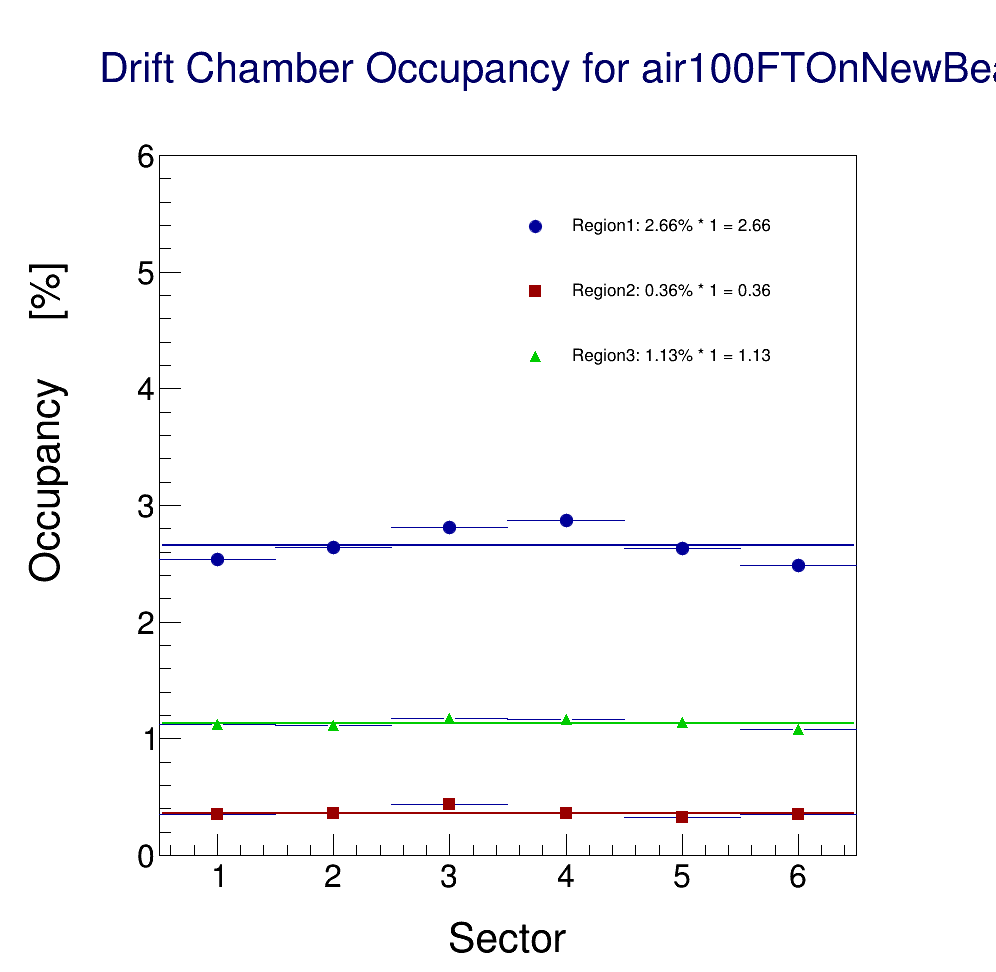 Drift Chamber Occupancy for air100FTOnNewBea
6
5
4
3
2
1
0
Occupancy [%]
Region1: 2.66% * 1 = 2.66
Region2: 0.36% * 1 = 0.36
Region3: 1.13% * 1 = 1.13
1 2 3 4 5 6
Sector